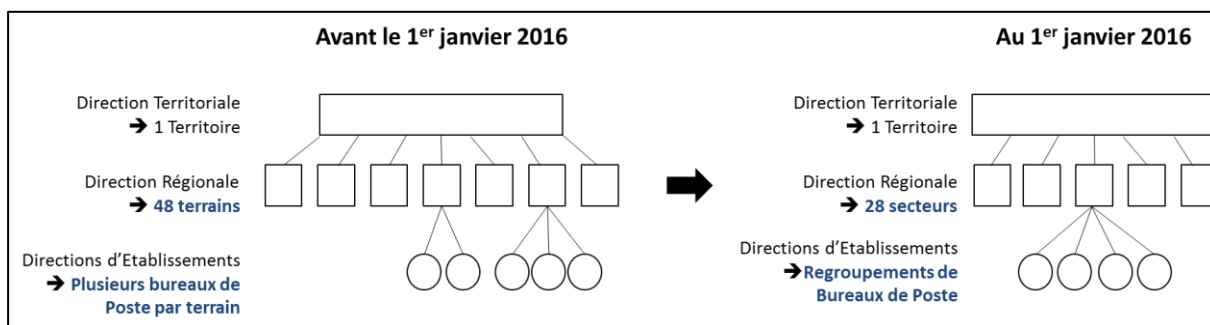 Avant le 1er janvier 2016
Direction Territoriale
➔ 1 Territoire
Direction Régionale
➔ 48 terrains
Directions d’Etablissements
➔ Plusieurs bureaux de
Poste par terrain
Au 1er janvier 2016
Direction Territoriale
➔ 1 Territoire
Direction Régionale
➔ 28 secteurs
Directions d’Etablissements
➔Regroupements de
Bureaux de Poste